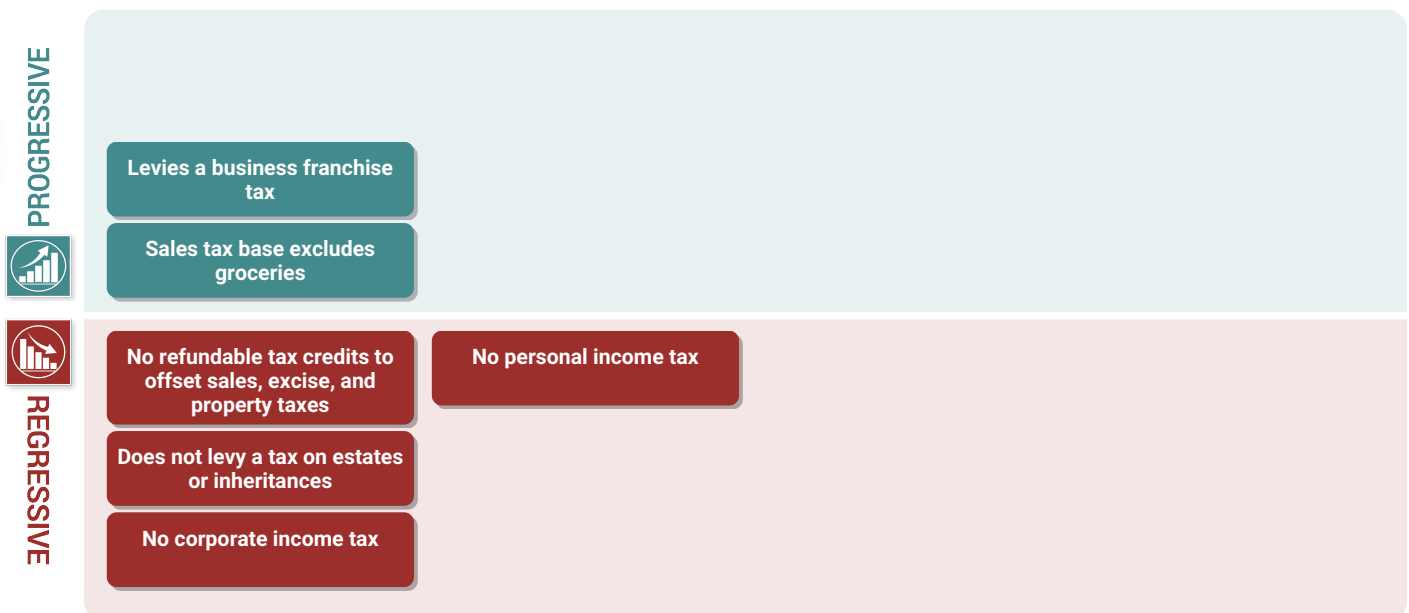 PROGRESSIVE
Levies a business franchise
tax
Sales tax base excludes
groceries
REGRESSIVE
No refundable tax credits to
offset sales, excise, and
property taxes
Does not levy a tax on estates
or inheritances
No corporate income tax
No personal income tax